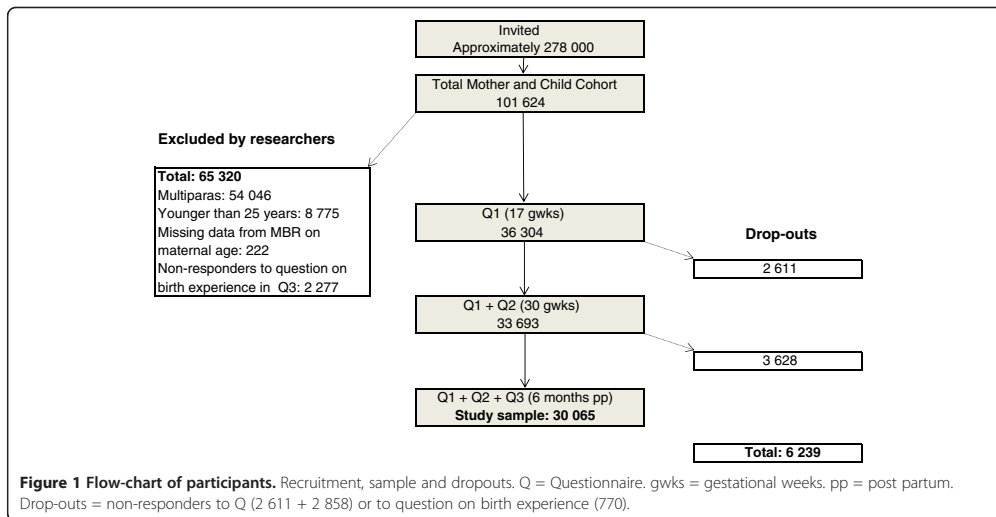 Invited
Approximately 278 000
Total Mother and Child Cohort
101 624
Excluded by researchers
Total: 65 320
Multiparas: 54 046
Younger than 25 years: 8 775
Missing data from MBR on
maternal age: 222
Non-responders to question on
birth experience in Q3: 2 277
Q1 (17 gwks)
36 304
Drop-outs
2 611
Q1 + Q2 (30 gwks)
33 693
3 628
Q1 + Q2 + Q3 (6 months pp)
Study sample: 30 065
Total: 6 239
Figure 1 Flow-chart of participants. Recruitment, sample and dropouts. Q = Questionnaire. gwks = gestational weeks. pp = post partum.
Drop-outs = non-responders to Q (2 611 + 2 858) or to question on birth experience (770).